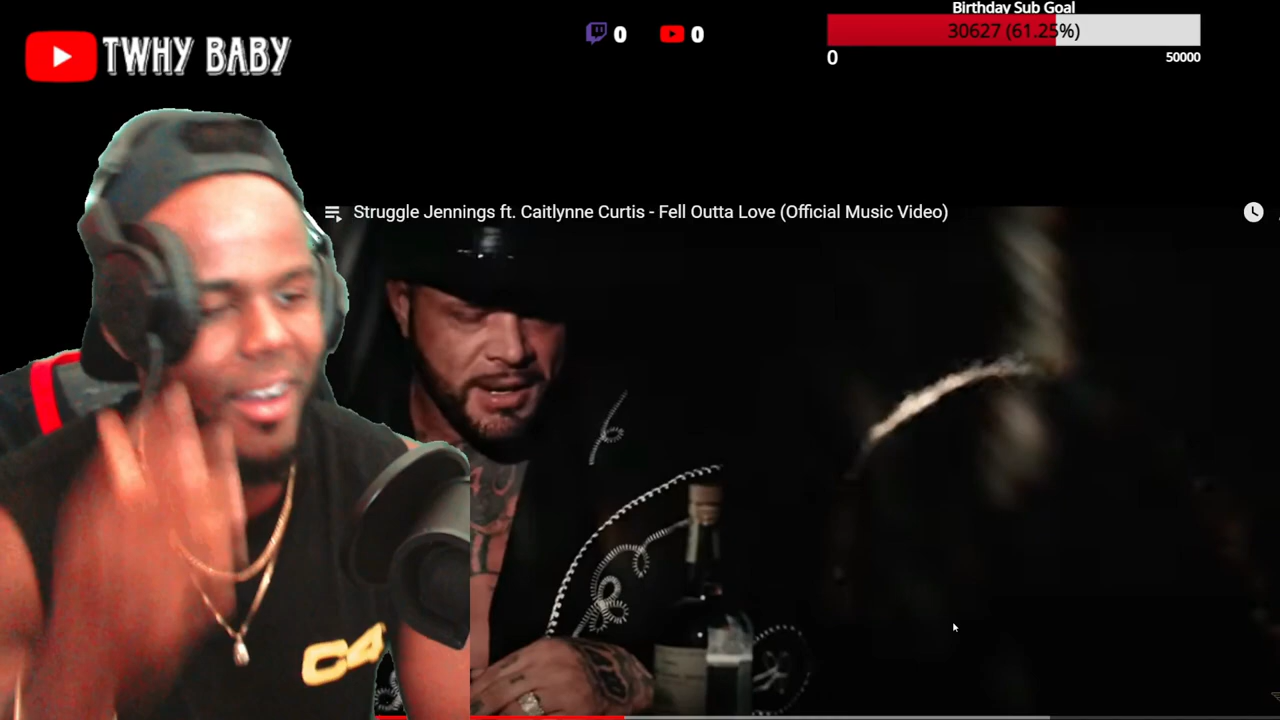 Birthday Sub Goal
TWHY BABY
0
0
30627 (61.25%)
0
50000
Struggle Jennings ft. Caitlynne Curtis - Fell Outta Love (Official Music Video)
C4